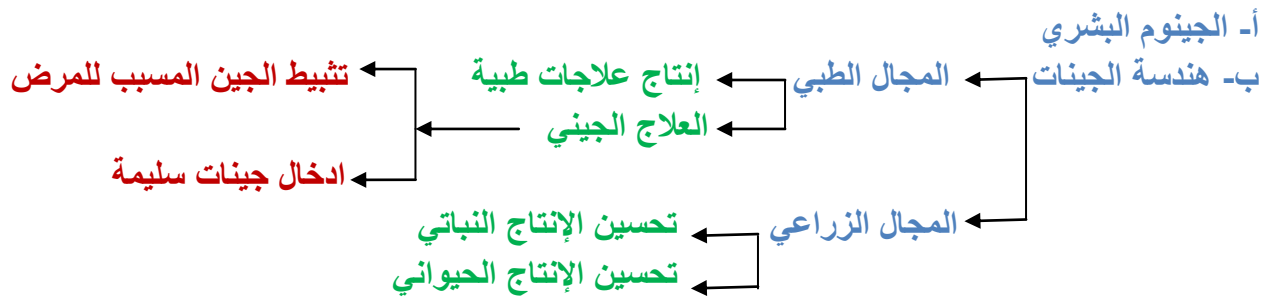 أ- الجينوم البشري
ب- هندسة الجينات
المجال الطبي
إنتاج علاجات طبية
تثبيط الجين المسبب للمرض
العلاج الجيني
ادخال جينات سليمة
المجال الزراعي
تحسين الإنتاج النباتي
تحسين الإنتاج الحيواني